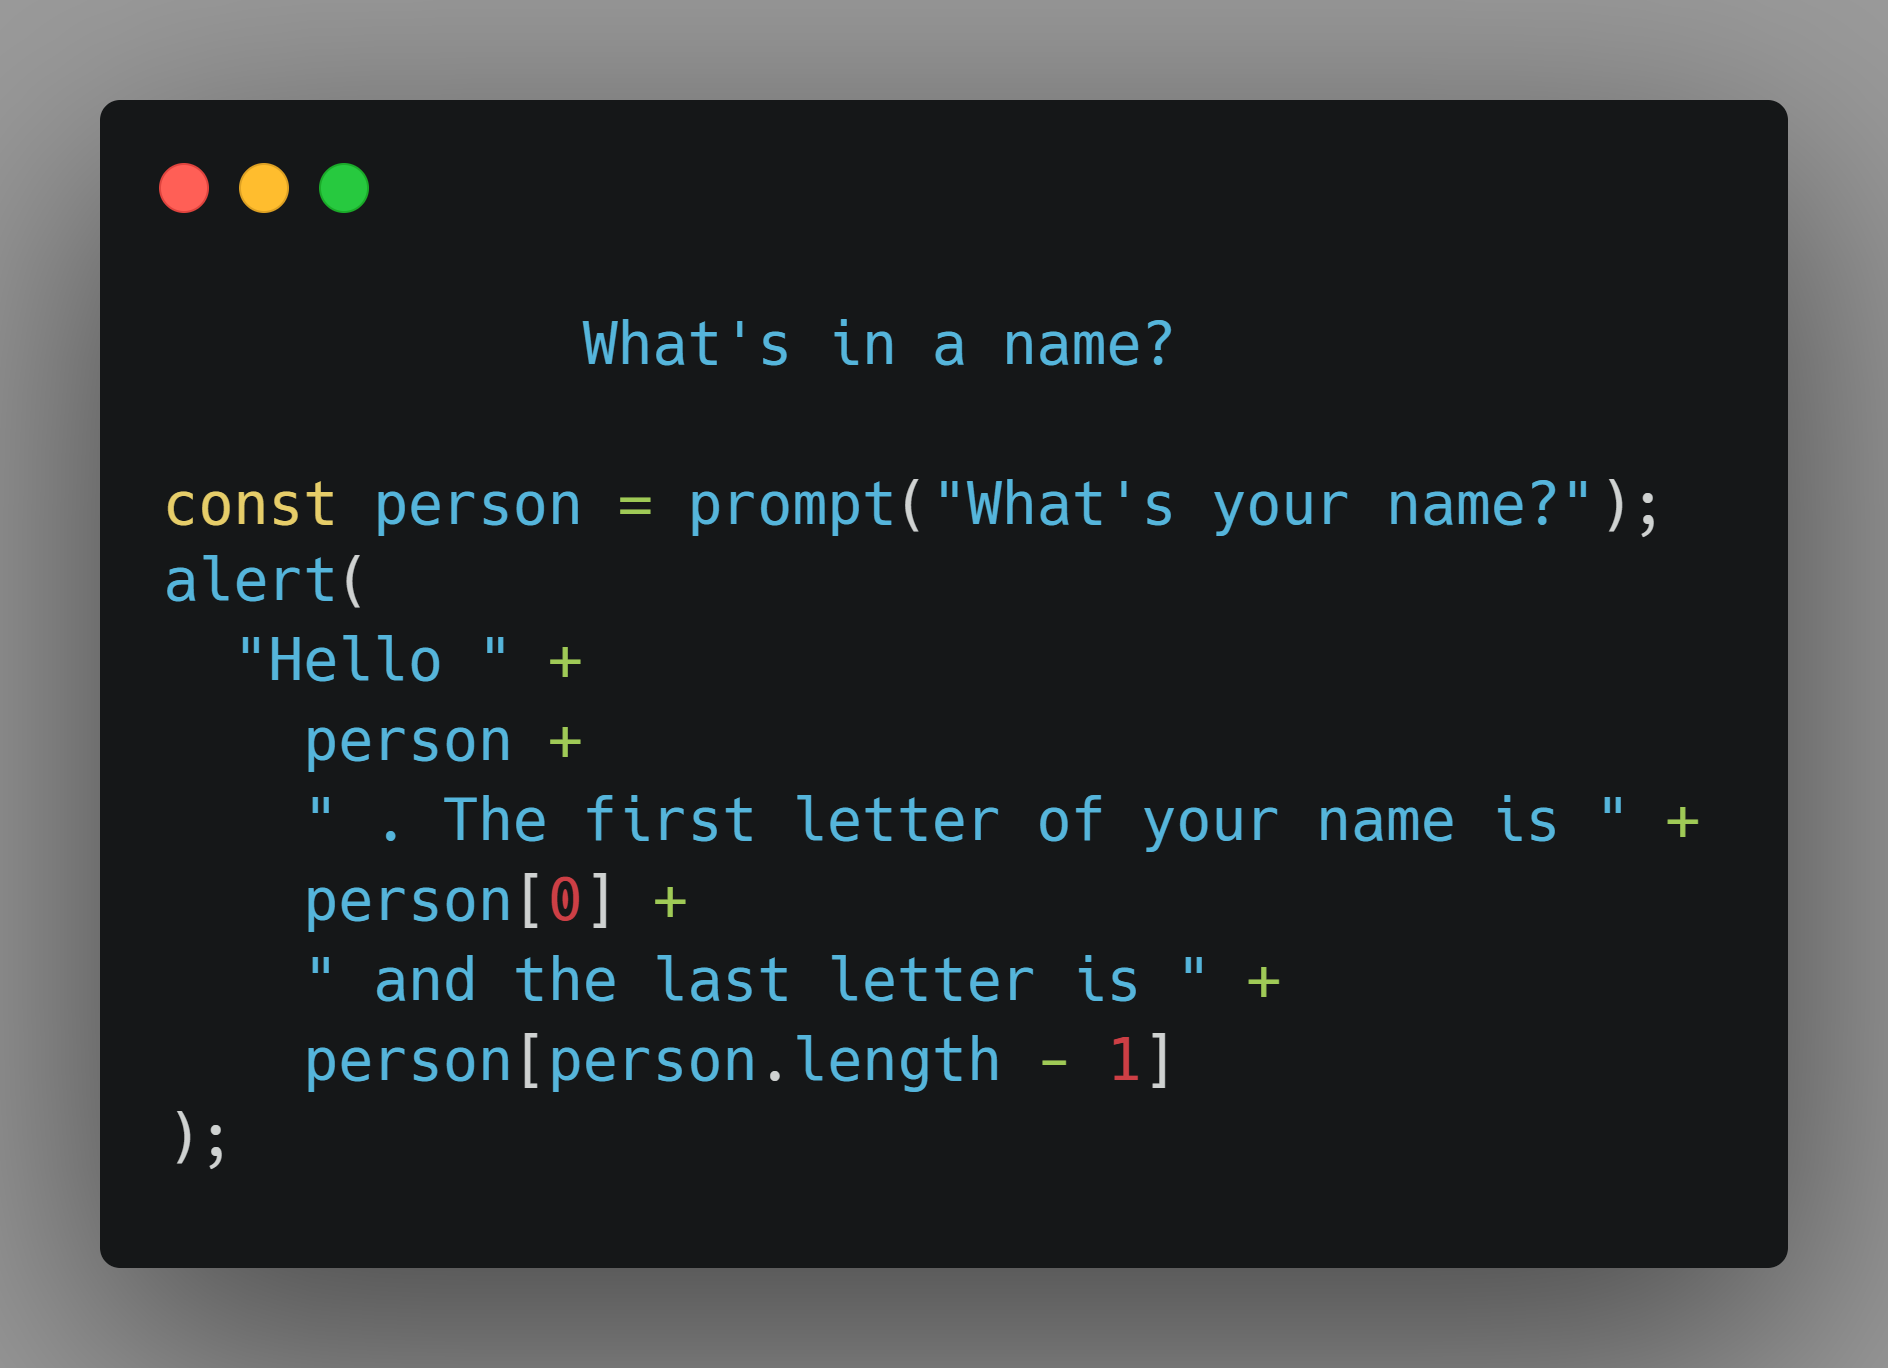 What's in a name?
const person = prompt("What's your name?");
alert(
"Hello " +
person +
" . The first letter of your name is " +
person[0] +
" and the last letter is " +
person[person.length - 1]
);